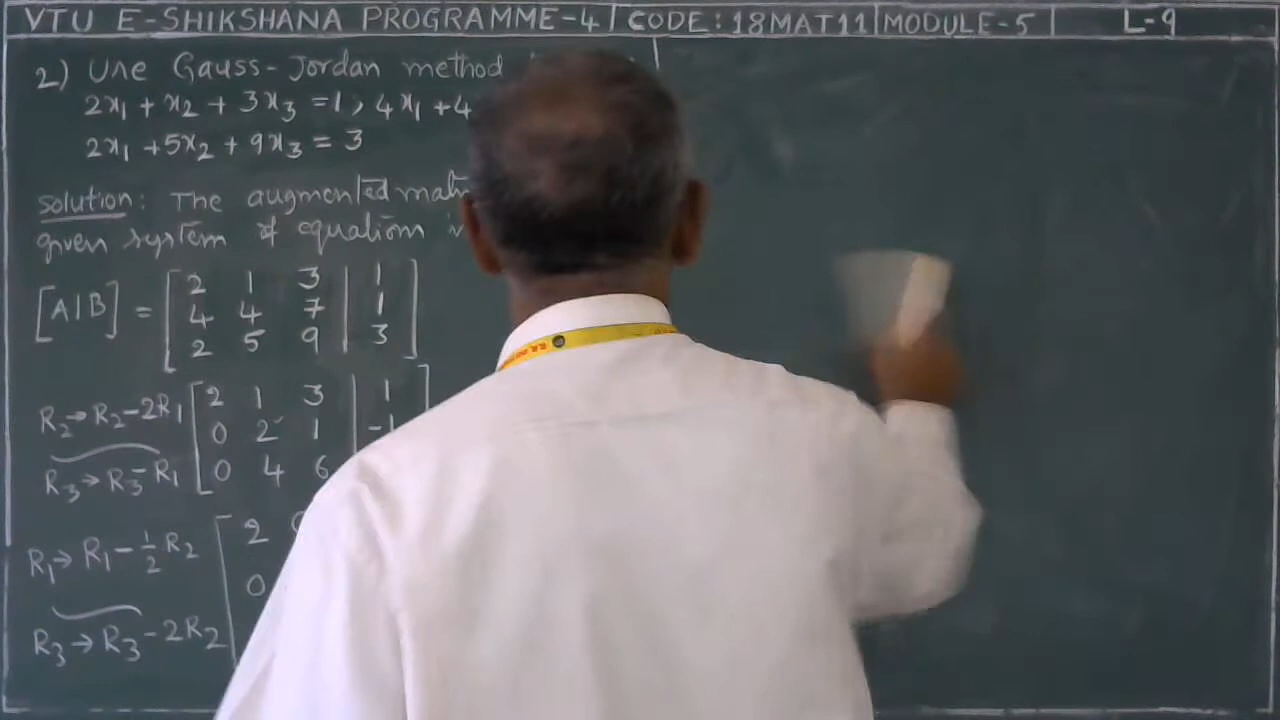 VTU E-SHIKSHANA PROGRAMME-4 | CODE:18MAT11 | MODULE-5 | L-9
2) Use Gauss-Jordan method
2x₁ + x₂ + 3x₃ = 1, 4x₁ + 4
2x₁ + 5x₂ + 9x₃ = 3
Solution: The augmented
given system of equation
[A|B] = [ 2 1 3 | 1 ]
4 4 7 | 1
2 5 9 | 3
R₂→R₂-2R₁ [ 2 1 3 | 1 ]
0 2 1 | -1
R₃→R₃-R₁ 0 4 6
R₁→R₁-½R₂ [ 2
0
R₃→R₃-2R₂